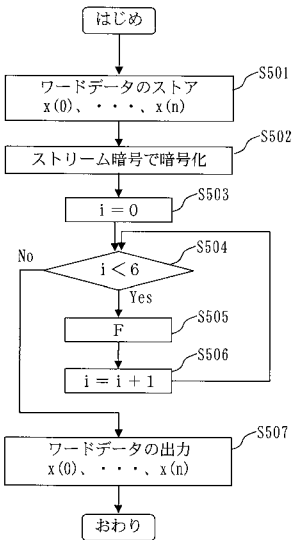 はじめ
S501
ワードデータのストア
x(0)、・・・、x(n)
S502
ストリーム暗号で暗号化
S503
i＝0
S504
No
i＜6
Yes
S505
F
S506
i＝i＋1
S507
ワードデータの出力
x(0)、・・・、x(n)
おわり